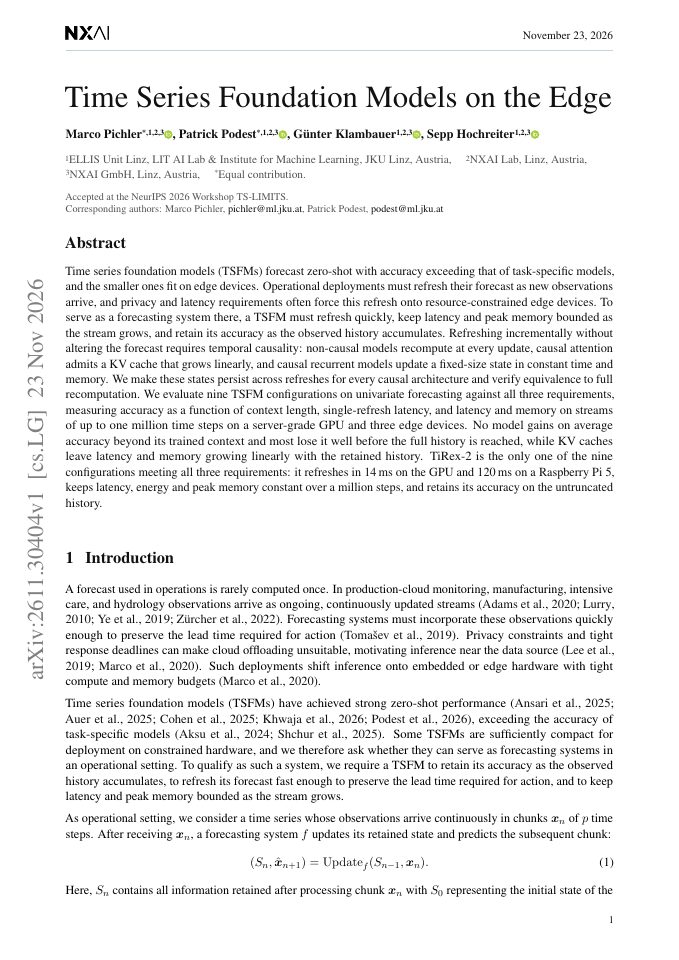 NXAI
November 23, 2026
Time Series Foundation Models on the Edge
Marco Pichler*,1,2,3, Patrick Podest*,1,2,3, Günter Klambauer1,2,3, Sepp Hochreiter1,2,3
1ELLIS Unit Linz, LIT AI Lab & Institute for Machine Learning, JKU Linz, Austria, 2NXAI Lab, Linz, Austria,
3NXAI GmbH, Linz, Austria, *Equal contribution.
Accepted at the NeurIPS 2026 Workshop TS-LIMITS.
Corresponding authors: Marco Pichler, pichler@ml.jku.at, Patrick Podest, podest@ml.jku.at
Abstract
Time series foundation models (TSFMs) forecast zero-shot with accuracy exceeding that of task-specific models,
and the smaller ones fit on edge devices. Operational deployments must refresh their forecast as new observations
arrive, and privacy and latency requirements often force this refresh onto resource-constrained edge devices. To
serve as a forecasting system there, a TSFM must refresh quickly, keep latency and peak memory bounded as
the stream grows, and retain its accuracy as the observed history accumulates. Refreshing incrementally without
altering the forecast requires temporal causality: non-causal models recompute at every update, causal attention
admits a KV cache that grows linearly, and causal recurrent models update a fixed-size state in constant time and
memory. We make these states persist across refreshes for every causal architecture and verify equivalence to full
recomputation. We evaluate nine TSFM configurations on univariate forecasting against all three requirements,
measuring accuracy as a function of context length, single-refresh latency, and latency and memory on streams
of up to one million time steps on a server-grade GPU and three edge devices. No model gains on average
accuracy beyond its trained context and most lose it well before the full history is reached, while KV caches
leave latency and memory growing linearly with the retained history. TiRex-2 is the only one of the nine
configurations meeting all three requirements: it refreshes in 14 ms on the GPU and 120 ms on a Raspberry Pi 5,
keeps latency, energy and peak memory constant over a million steps, and retains its accuracy on the untruncated
history.
1 Introduction
A forecast used in operations is rarely computed once. In production-cloud monitoring, manufacturing, intensive
care, and hydrology observations arrive as ongoing, continuously updated streams (Adams et al., 2020; Lurry,
2010; Ye et al., 2019; Zürcher et al., 2022). Forecasting systems must incorporate these observations quickly
enough to preserve the lead time required for action (Tomašev et al., 2019). Privacy constraints and tight
response deadlines can make cloud offloading unsuitable, motivating inference near the data source (Lee et al.,
2019; Marco et al., 2020). Such deployments shift inference onto embedded or edge hardware with tight
compute and memory budgets (Marco et al., 2020).
Time series foundation models (TSFMs) have achieved strong zero-shot performance (Ansari et al., 2025;
Auer et al., 2025; Cohen et al., 2025; Khwaja et al., 2026; Podest et al., 2026), exceeding the accuracy of
task-specific models (Aksu et al., 2024; Shchur et al., 2025). Some TSFMs are sufficiently compact for
deployment on constrained hardware, and we therefore ask whether they can serve as forecasting systems in
an operational setting. To qualify as such a system, we require a TSFM to retain its accuracy as the observed
history accumulates, to refresh its forecast fast enough to preserve the lead time required for action, and to keep
latency and peak memory bounded as the stream grows.
As operational setting, we consider a time series whose observations arrive continuously in chunks xₙ of p time
steps. After receiving xₙ, a forecasting system f updates its retained state and predicts the subsequent chunk:
(Sₙ, x̂ₙ₊₁) = Update_f(Sₙ₋₁, xₙ). (1)
Here, Sₙ contains all information retained after processing chunk xₙ with S₀ representing the initial state of the
1
arXiv:2611.30404v1 [cs.LG] 23 Nov 2026